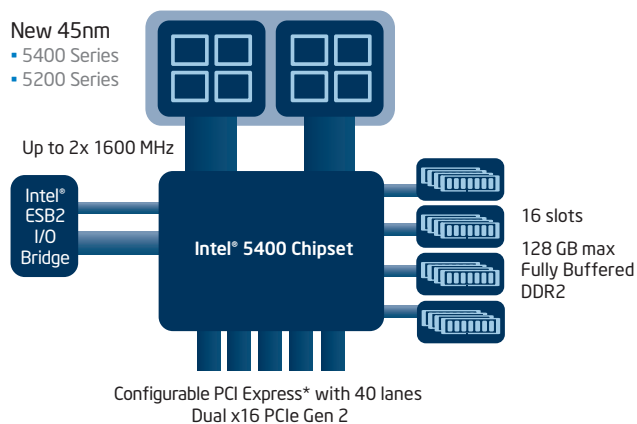 New 45nm
▪ 5400 Series
▪ 5200 Series
Up to 2x 1600 MHz
Intel®
ESB2
I/O
Bridge
Intel® 5400 Chipset
16 slots
128 GB max
Fully Buffered
DDR2
Configurable PCI Express* with 40 lanes
Dual x16 PCIe Gen 2